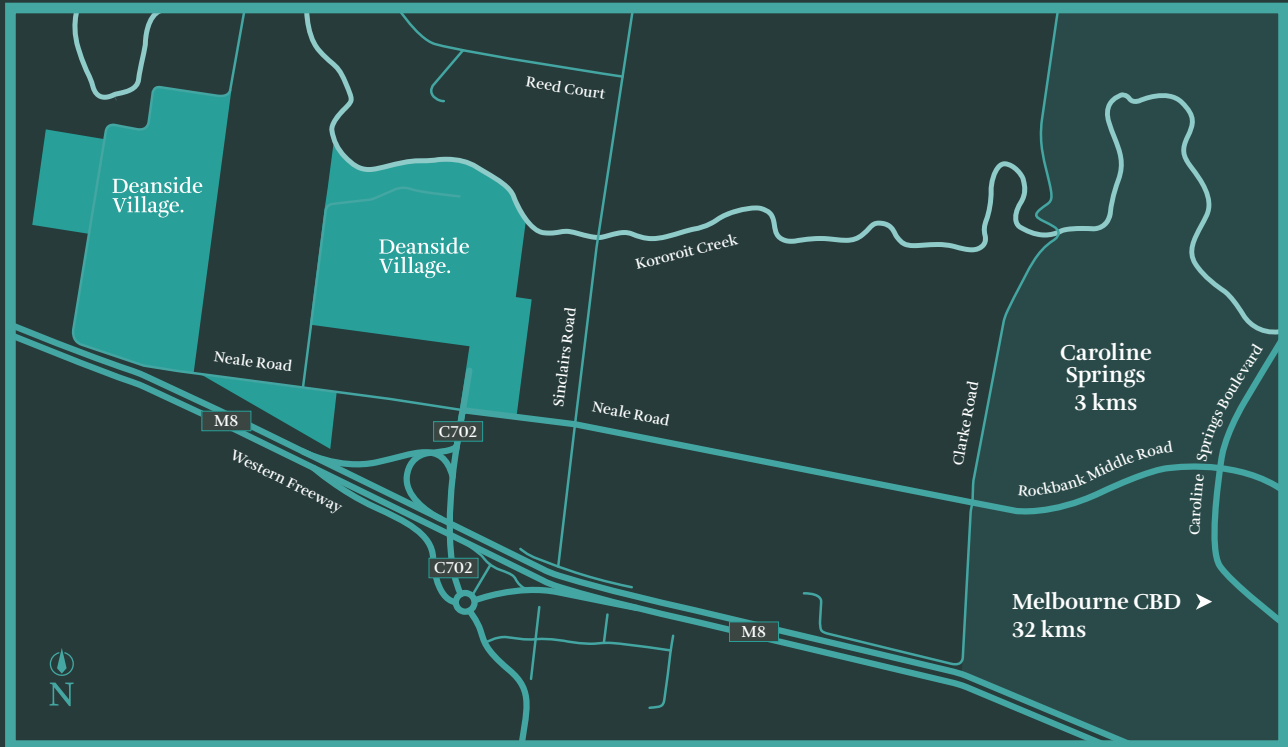 Reed Court
Deanside
Village.
Deanside
Village.
Kororoit Creek
Sinclairs Road
Neale Road
Caroline
Springs
3 kms
Caroline Springs Boulevard
Clarke Road
Neale Road
M8
C702
Rockbank Middle Road
Western Freeway
C702
Melbourne CBD
32 kms
M8
N